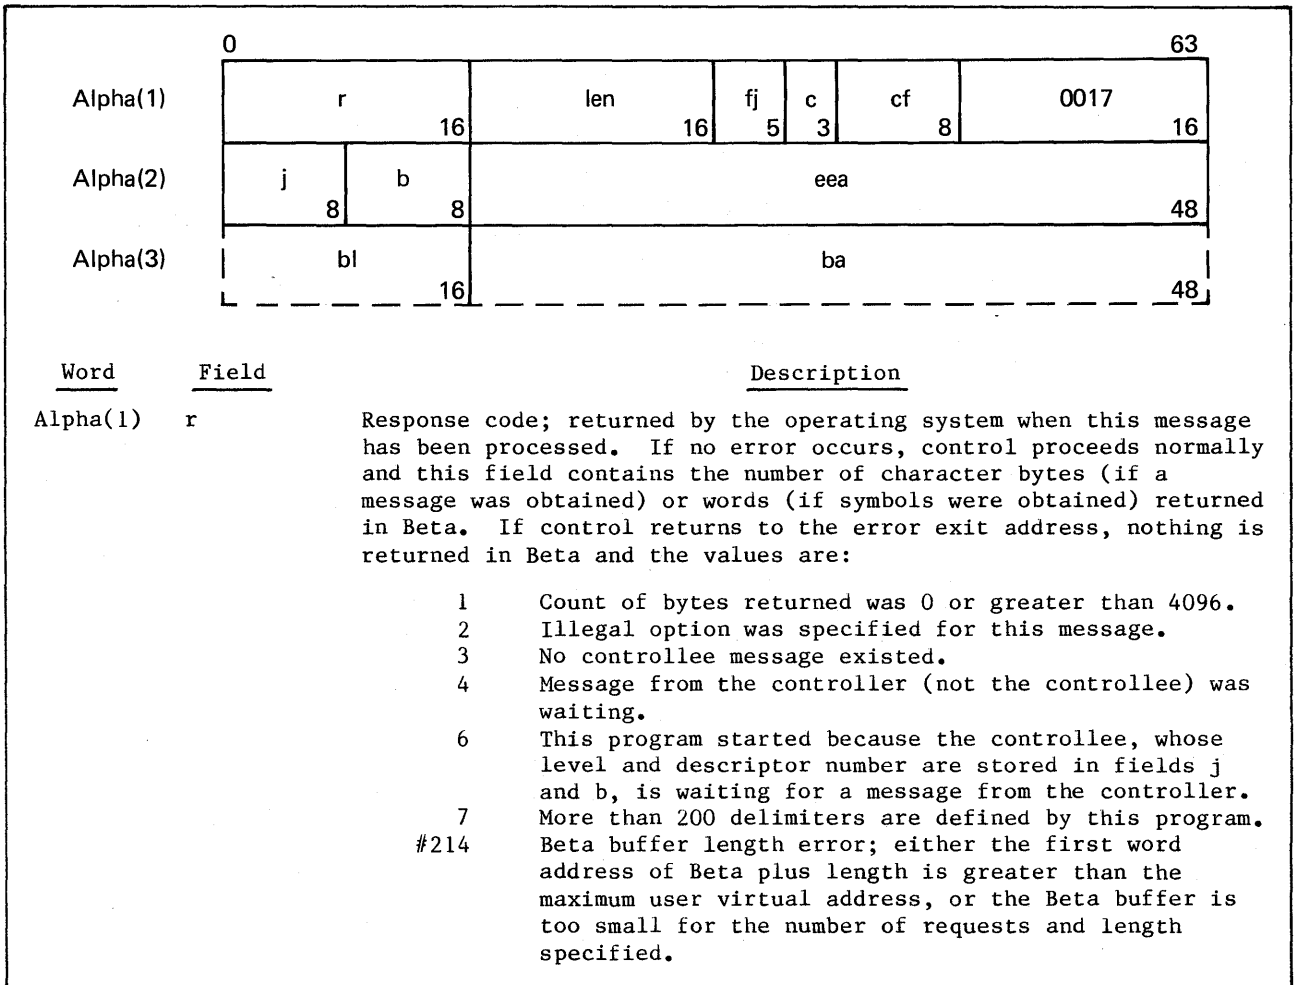 0 63
Alpha(1) r 16 len 16 fj 5 c 3 cf 8 0017 16
Alpha(2) j 8 b 8 eea 48
Alpha(3) bl 16 ba 48
Word Field Description
Alpha(1) r Response code; returned by the operating system when this message
has been processed. If no error occurs, control proceeds normally
and this field contains the number of character bytes (if a
message was obtained) or words (if symbols were obtained) returned
in Beta. If control returns to the error exit address, nothing is
returned in Beta and the values are:
1 Count of bytes returned was 0 or greater than 4096.
2 Illegal option was specified for this message.
3 No controllee message existed.
4 Message from the controller (not the controllee) was
waiting.
6 This program started because the controllee, whose
level and descriptor number are stored in fields j
and b, is waiting for a message from the controller.
7 More than 200 delimiters are defined by this program.
#214 Beta buffer length error; either the first word
address of Beta plus length is greater than the
maximum user virtual address, or the Beta buffer is
too small for the number of requests and length
specified.